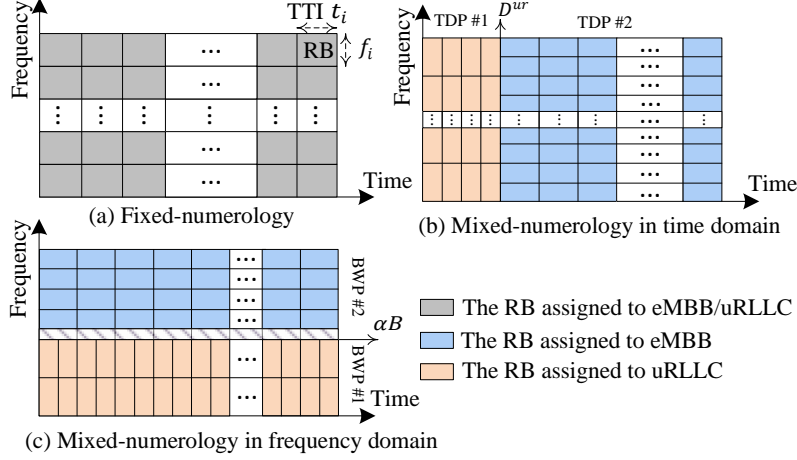 TTI t_i
RB
f_i
Frequency
Time
(a) Fixed-numerology
D^{ur}
TDP #1
TDP #2
Frequency
Time
(b) Mixed-numerology in time domain
Frequency
BWP #2
αB
BWP #1
Time
(c) Mixed-numerology in frequency domain
The RB assigned to eMBB/uRLLC
The RB assigned to eMBB
The RB assigned to uRLLC